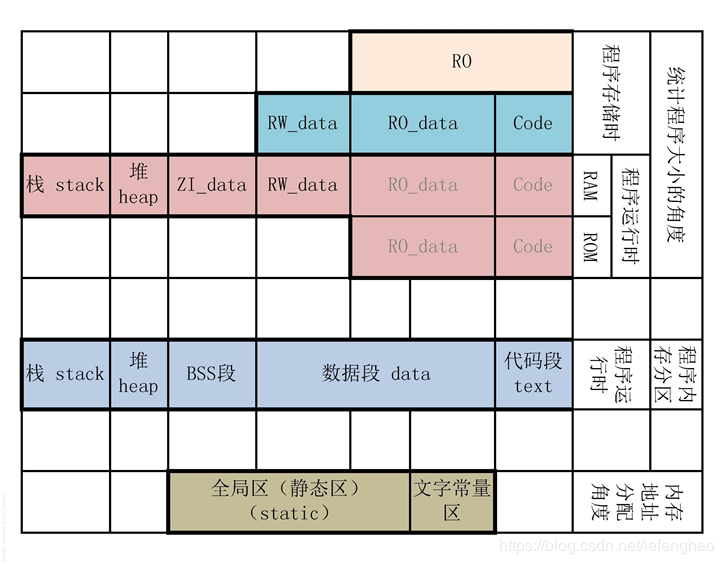 RO
RW_data RO_data Code
程序存储时
统计程序大小的角度
栈 stack 堆 ZI_data RW_data RO_data Code
heap
RAM
程序运行时
RO_data Code
ROM
栈 stack 堆 BSS段 数据段 data 代码段
heap text
程序运
行时
程序内
存分区
全局区（静态区） 文字常量
（static） 区
内存
地址
分配
角度
https://blog.csdn.net/iefenghao